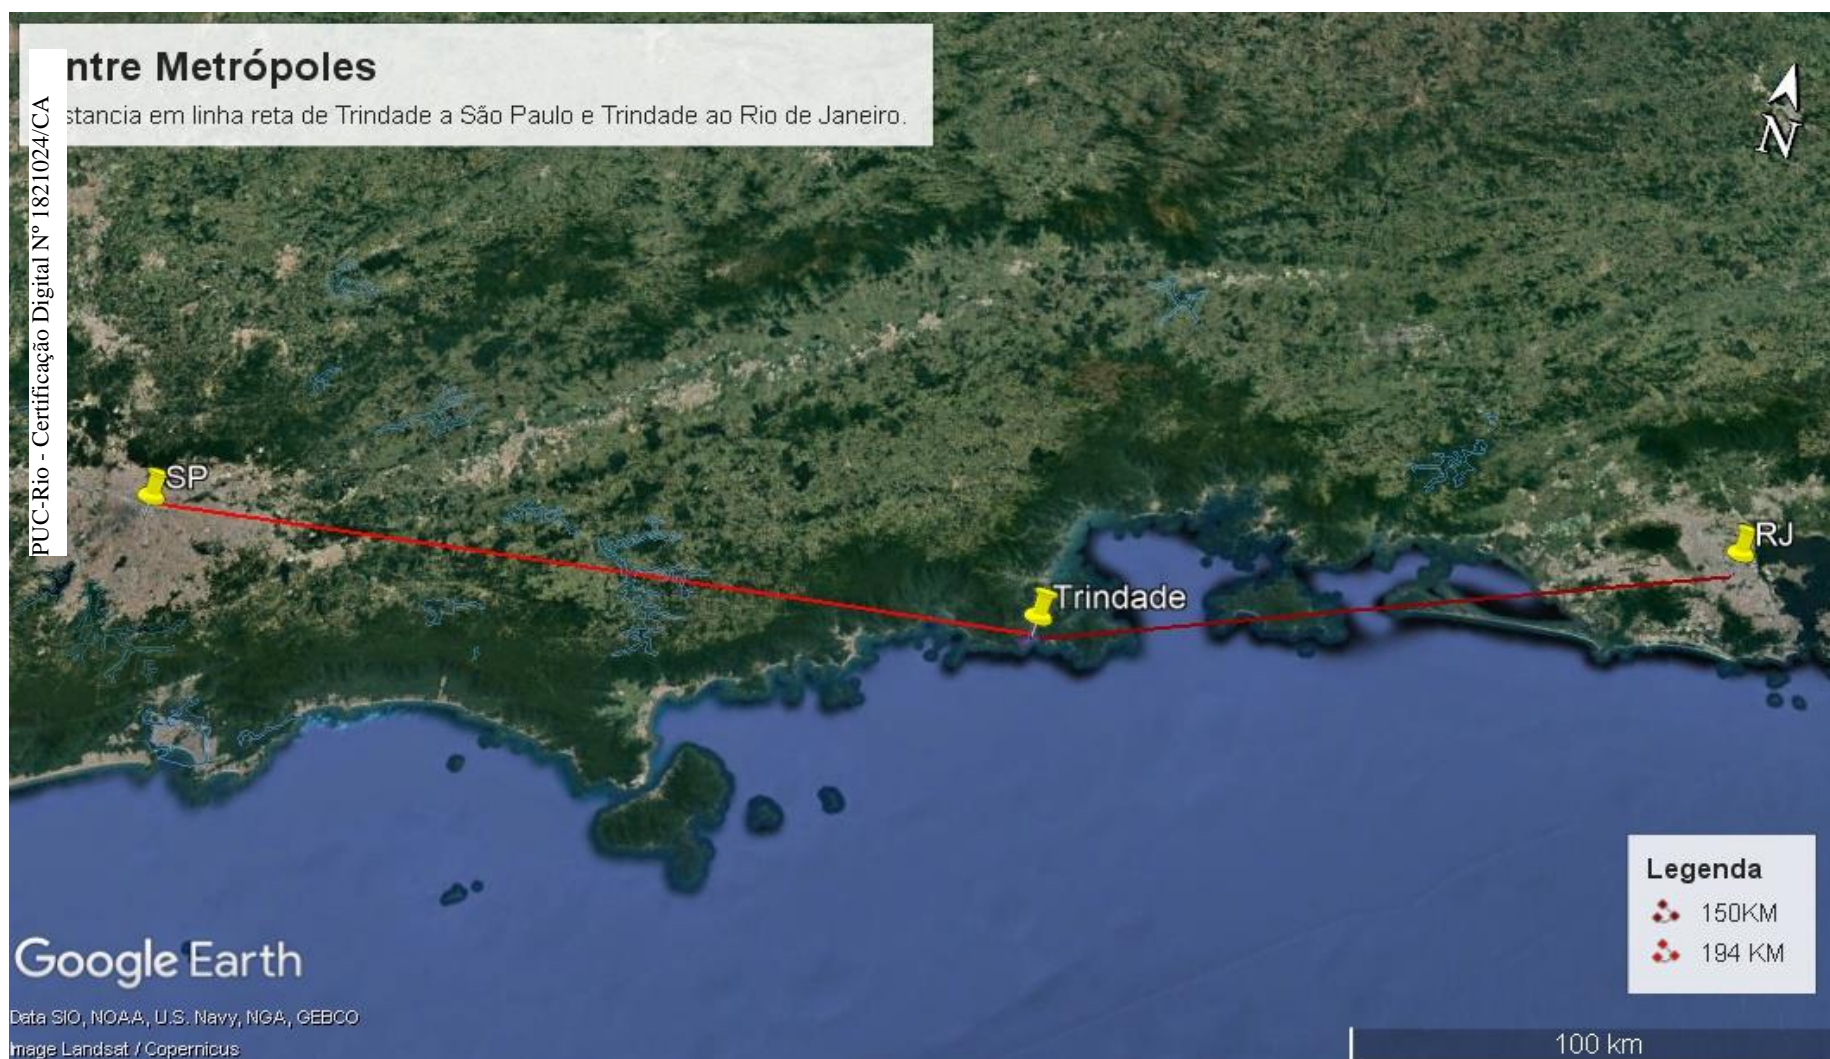 ntre Metrópoles
stancia em linha reta de Trindade a São Paulo e Trindade ao Rio de Janeiro.
PUC-Rio - Certificação Digital Nº 1821024/CA
N
SP
RJ
Trindade
Legenda
150KM
194 KM
Google Earth
Data SIO, NOAA, U.S. Navy, NGA, GEBCO
Image Landsat / Copernicus
100 km